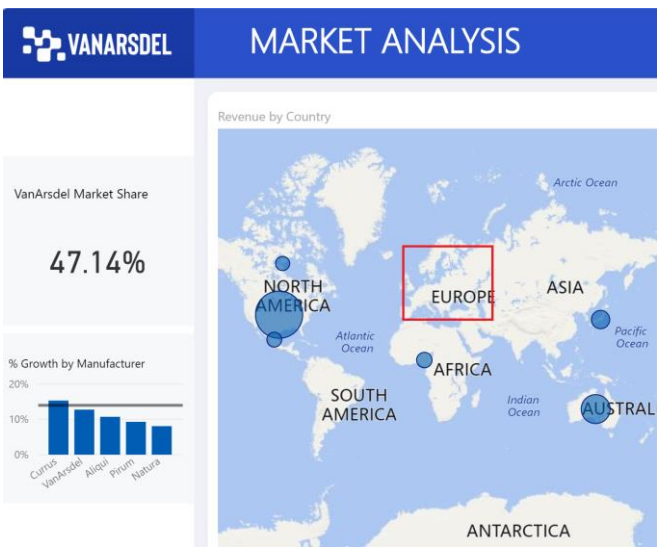 VANARSDEL
MARKET ANALYSIS
Revenue by Country
VanArsdel Market Share
47.14%
% Growth by Manufacturer
20%
10%
0%
Currus
VanArsdel
Aliqui
Pirum
Natura
Arctic Ocean
NORTH
AMERICA
EUROPE
ASIA
Atlantic
Ocean
Pacific
Ocean
AFRICA
SOUTH
AMERICA
Indian
Ocean
AUSTRAL
ANTARCTICA